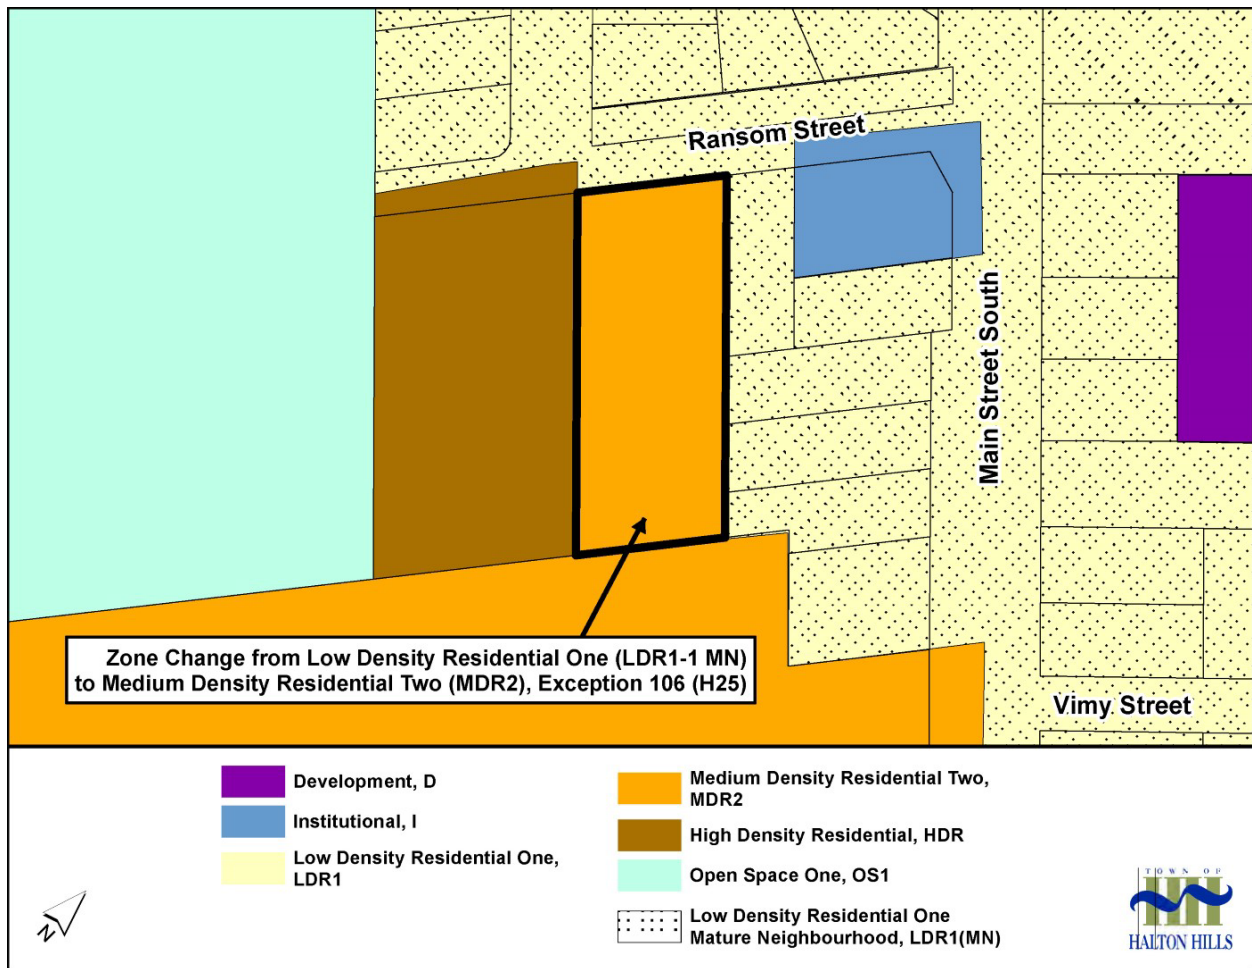 Ransom Street
Main Street South
Zone Change from Low Density Residential One (LDR1-1 MN)
to Medium Density Residential Two (MDR2), Exception 106 (H25)
Vimy Street
Development, D
Institutional, I
Low Density Residential One,
LDR1
Medium Density Residential Two,
MDR2
High Density Residential, HDR
Open Space One, OS1
Low Density Residential One
Mature Neighbourhood, LDR1(MN)
N
TOWN OF
HALTON HILLS